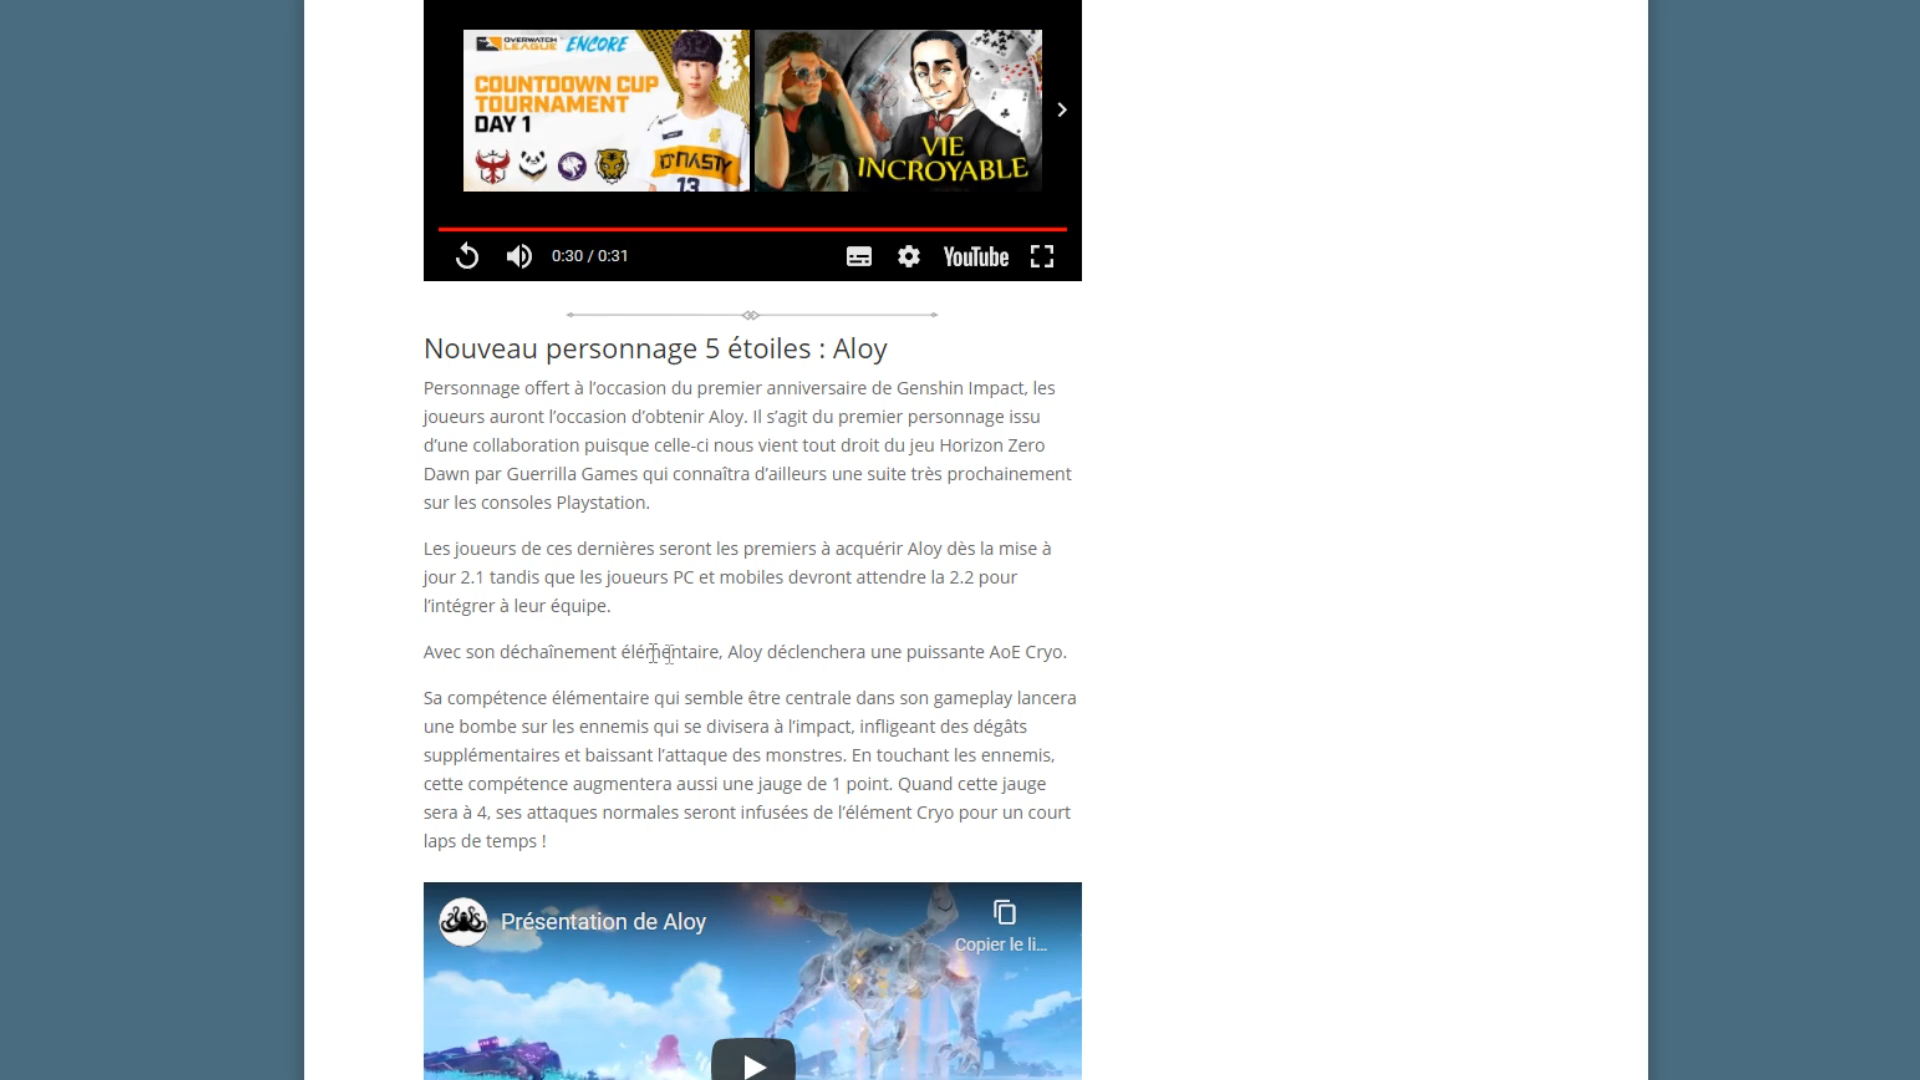 OVERWATCH
LEAGUE ENCORE
COUNTDOWN CUP
TOURNAMENT
DAY 1
DYNASTY
13
VIE
INCROYABLE
0:30 / 0:31
YouTube
Nouveau personnage 5 étoiles : Aloy
Personnage offert à l’occasion du premier anniversaire de Genshin Impact, les
joueurs auront l’occasion d’obtenir Aloy. Il s’agit du premier personnage issu
d’une collaboration puisque celle-ci nous vient tout droit du jeu Horizon Zero
Dawn par Guerrilla Games qui connaîtra d’ailleurs une suite très prochainement
sur les consoles Playstation.
Les joueurs de ces dernières seront les premiers à acquérir Aloy dès la mise à
jour 2.1 tandis que les joueurs PC et mobiles devront attendre la 2.2 pour
l’intégrer à leur équipe.
Avec son déchaînement élémentaire, Aloy déclenchera une puissante AoE Cryo.
Sa compétence élémentaire qui semble être centrale dans son gameplay lancera
une bombe sur les ennemis qui se divisera à l’impact, infligeant des dégâts
supplémentaires et baissant l’attaque des monstres. En touchant les ennemis,
cette compétence augmentera aussi une jauge de 1 point. Quand cette jauge
sera à 4, ses attaques normales seront infusées de l’élément Cryo pour un court
laps de temps !
Présentation de Aloy
Copier le li...